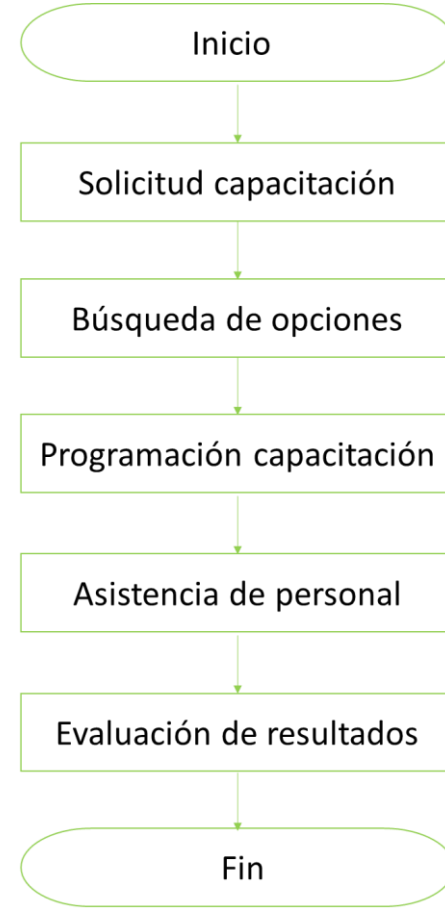 Inicio
Solicitud capacitación
Búsqueda de opciones
Programación capacitación
Asistencia de personal
Evaluación de resultados
Fin